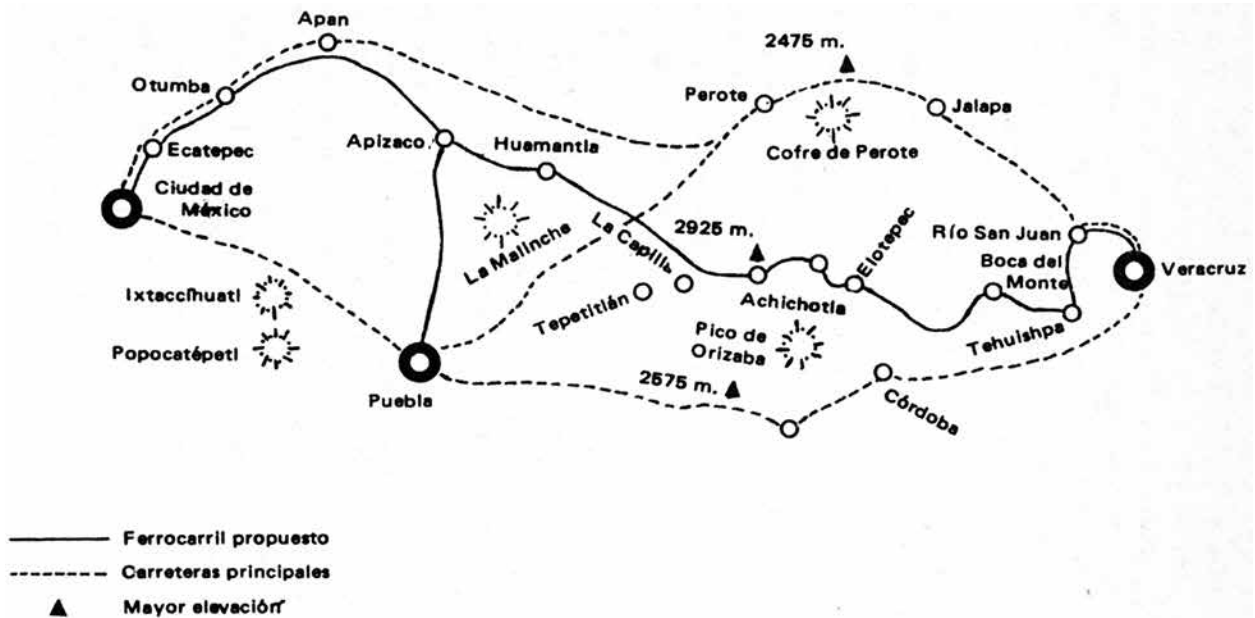 Apan
2475 m.
Otumba
Perote
Jalapa
Ecatepec
Apizaco.
Huamantla
Cofre de Perote
Ciudad de
México
La Malinche
La Capilla
2925 m.
Elotepec
Río San Juan
Boca del
Monte
Veracruz
Ixtaccíhuatl
Tepetitlán
Achichotla
Tehuishpa
Popocatépetl
Pico de
Orizaba
Puebla
2575 m.
Córdoba
Ferrocarril propuesto
Carreteras principales
Mayor elevación